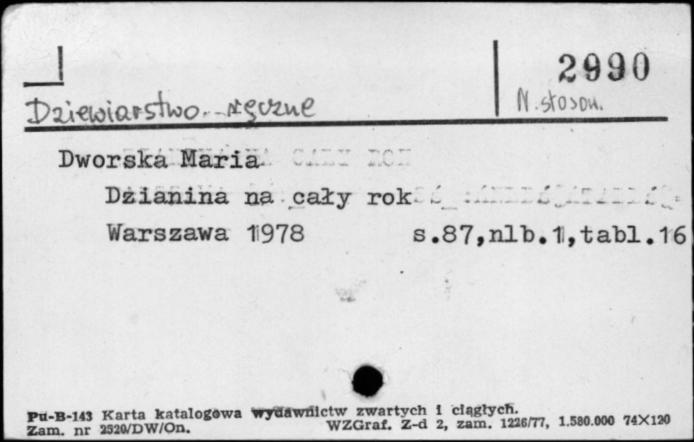 2990
Dziewiarstwo ręczne N. stosow.
Dworska Maria
Dzianina na cały rok
Warszawa 1978 s.87,nlb.1,tabl.16
Pu-B-143 Karta katalogowa wydawnictw zwartych i ciągłych.
Zam. nr 2520/DW/On. WZGraf. Z-d 2, zam. 1226/77, 1.580.000 74X120